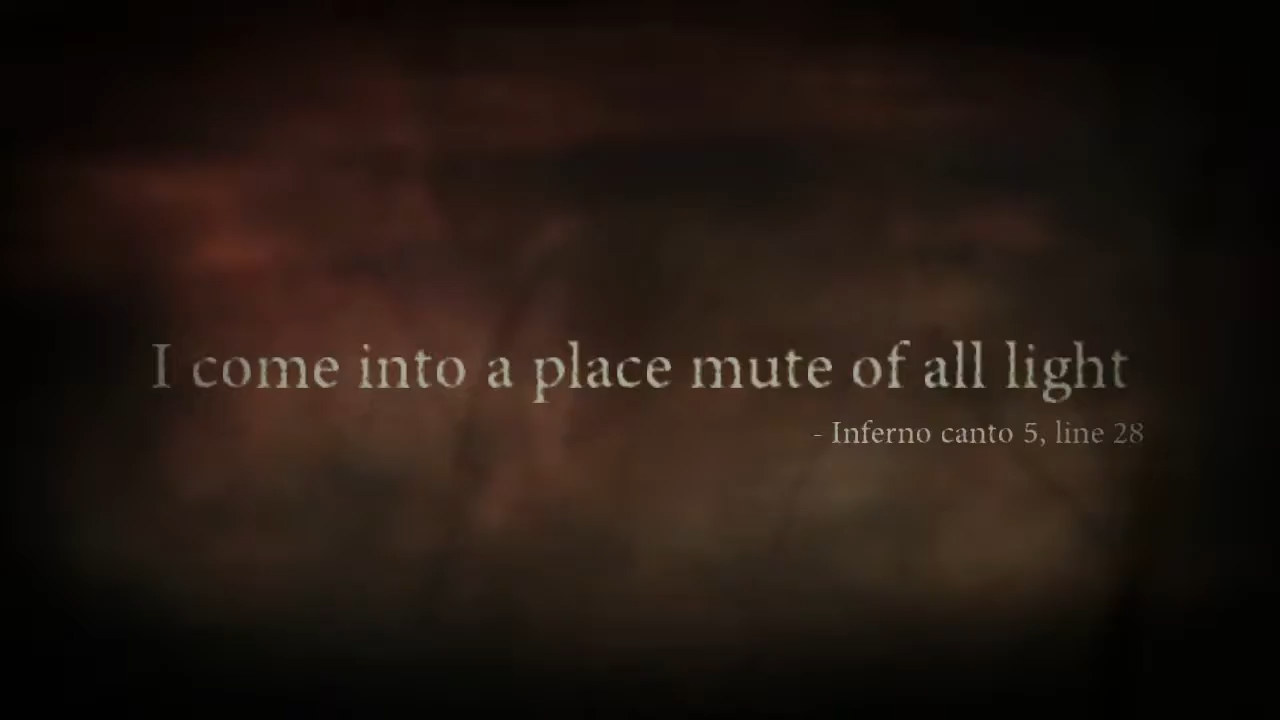 I come into a place mute of all light
- Inferno canto 5, line 28